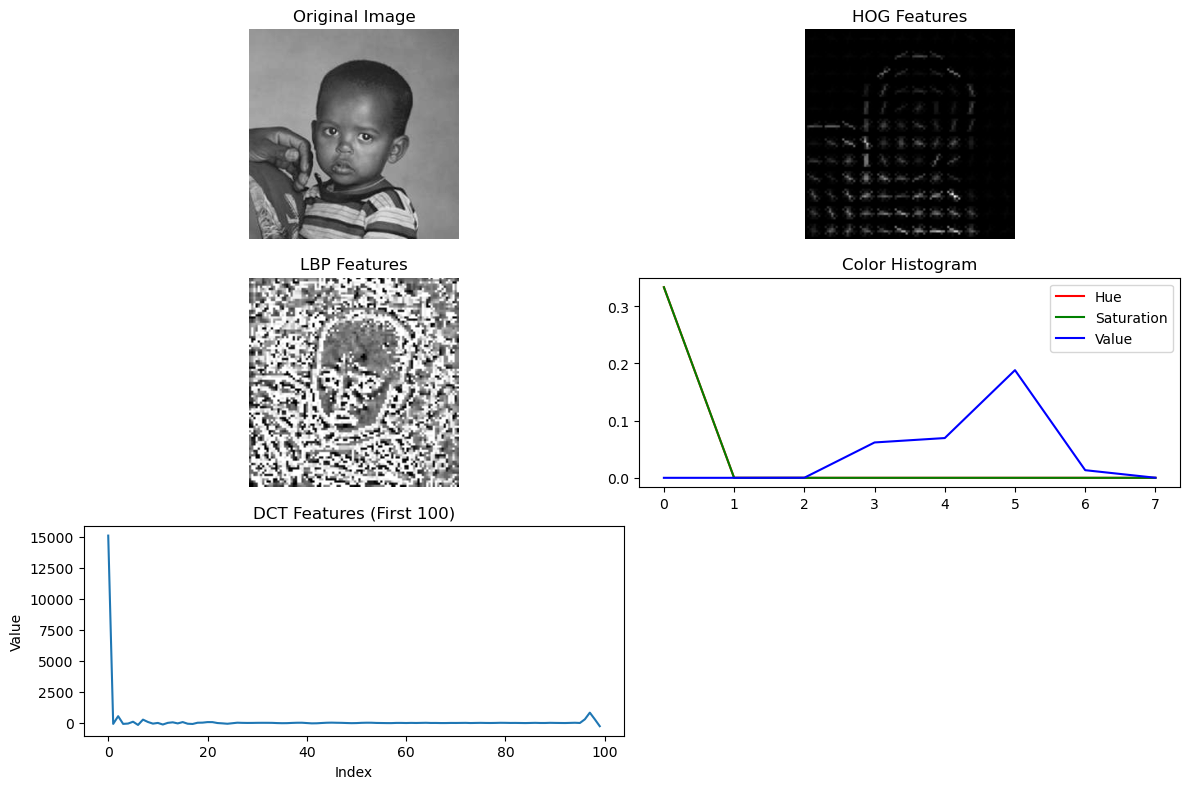 Original Image
HOG Features
LBP Features
Color Histogram
0.3
0.2
0.1
0.0
Hue
Saturation
Value
0 1 2 3 4 5 6 7
DCT Features (First 100)
Value
15000
12500
10000
7500
5000
2500
0
0 20 40 60 80 100
Index